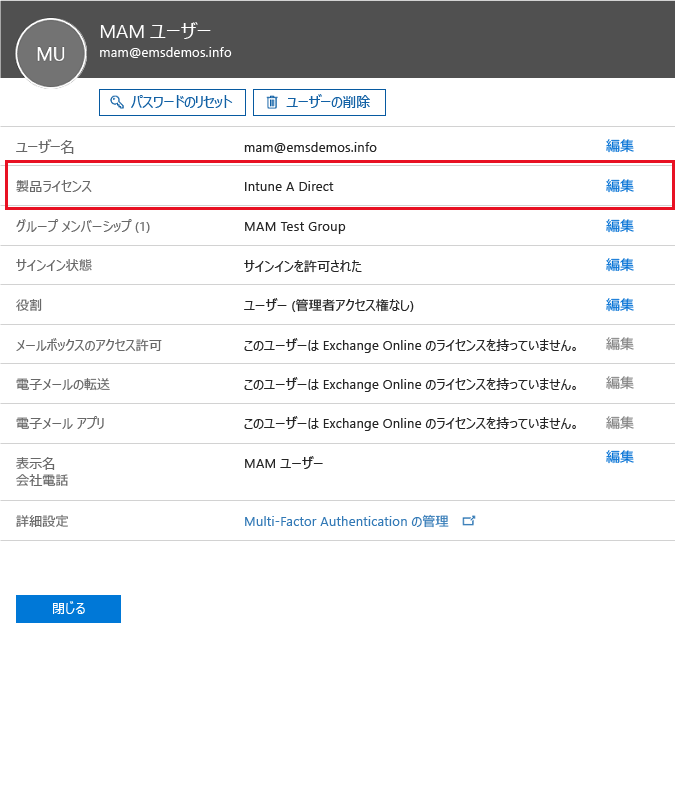 MU
MAM ユーザー
mam@emsdemos.info
パスワードのリセット ユーザーの削除
ユーザー名 mam@emsdemos.info 編集
製品ライセンス Intune A Direct 編集
グループ メンバーシップ (1) MAM Test Group 編集
サインイン状態 サインインを許可された 編集
役割 ユーザー (管理者アクセス権なし) 編集
メールボックスのアクセス許可 このユーザーは Exchange Online のライセンスを持っていません。 編集
電子メールの転送 このユーザーは Exchange Online のライセンスを持っていません。 編集
電子メール アプリ このユーザーは Exchange Online のライセンスを持っていません。 編集
表示名 MAM ユーザー 編集
会社電話
詳細設定 Multi-Factor Authentication の管理
閉じる